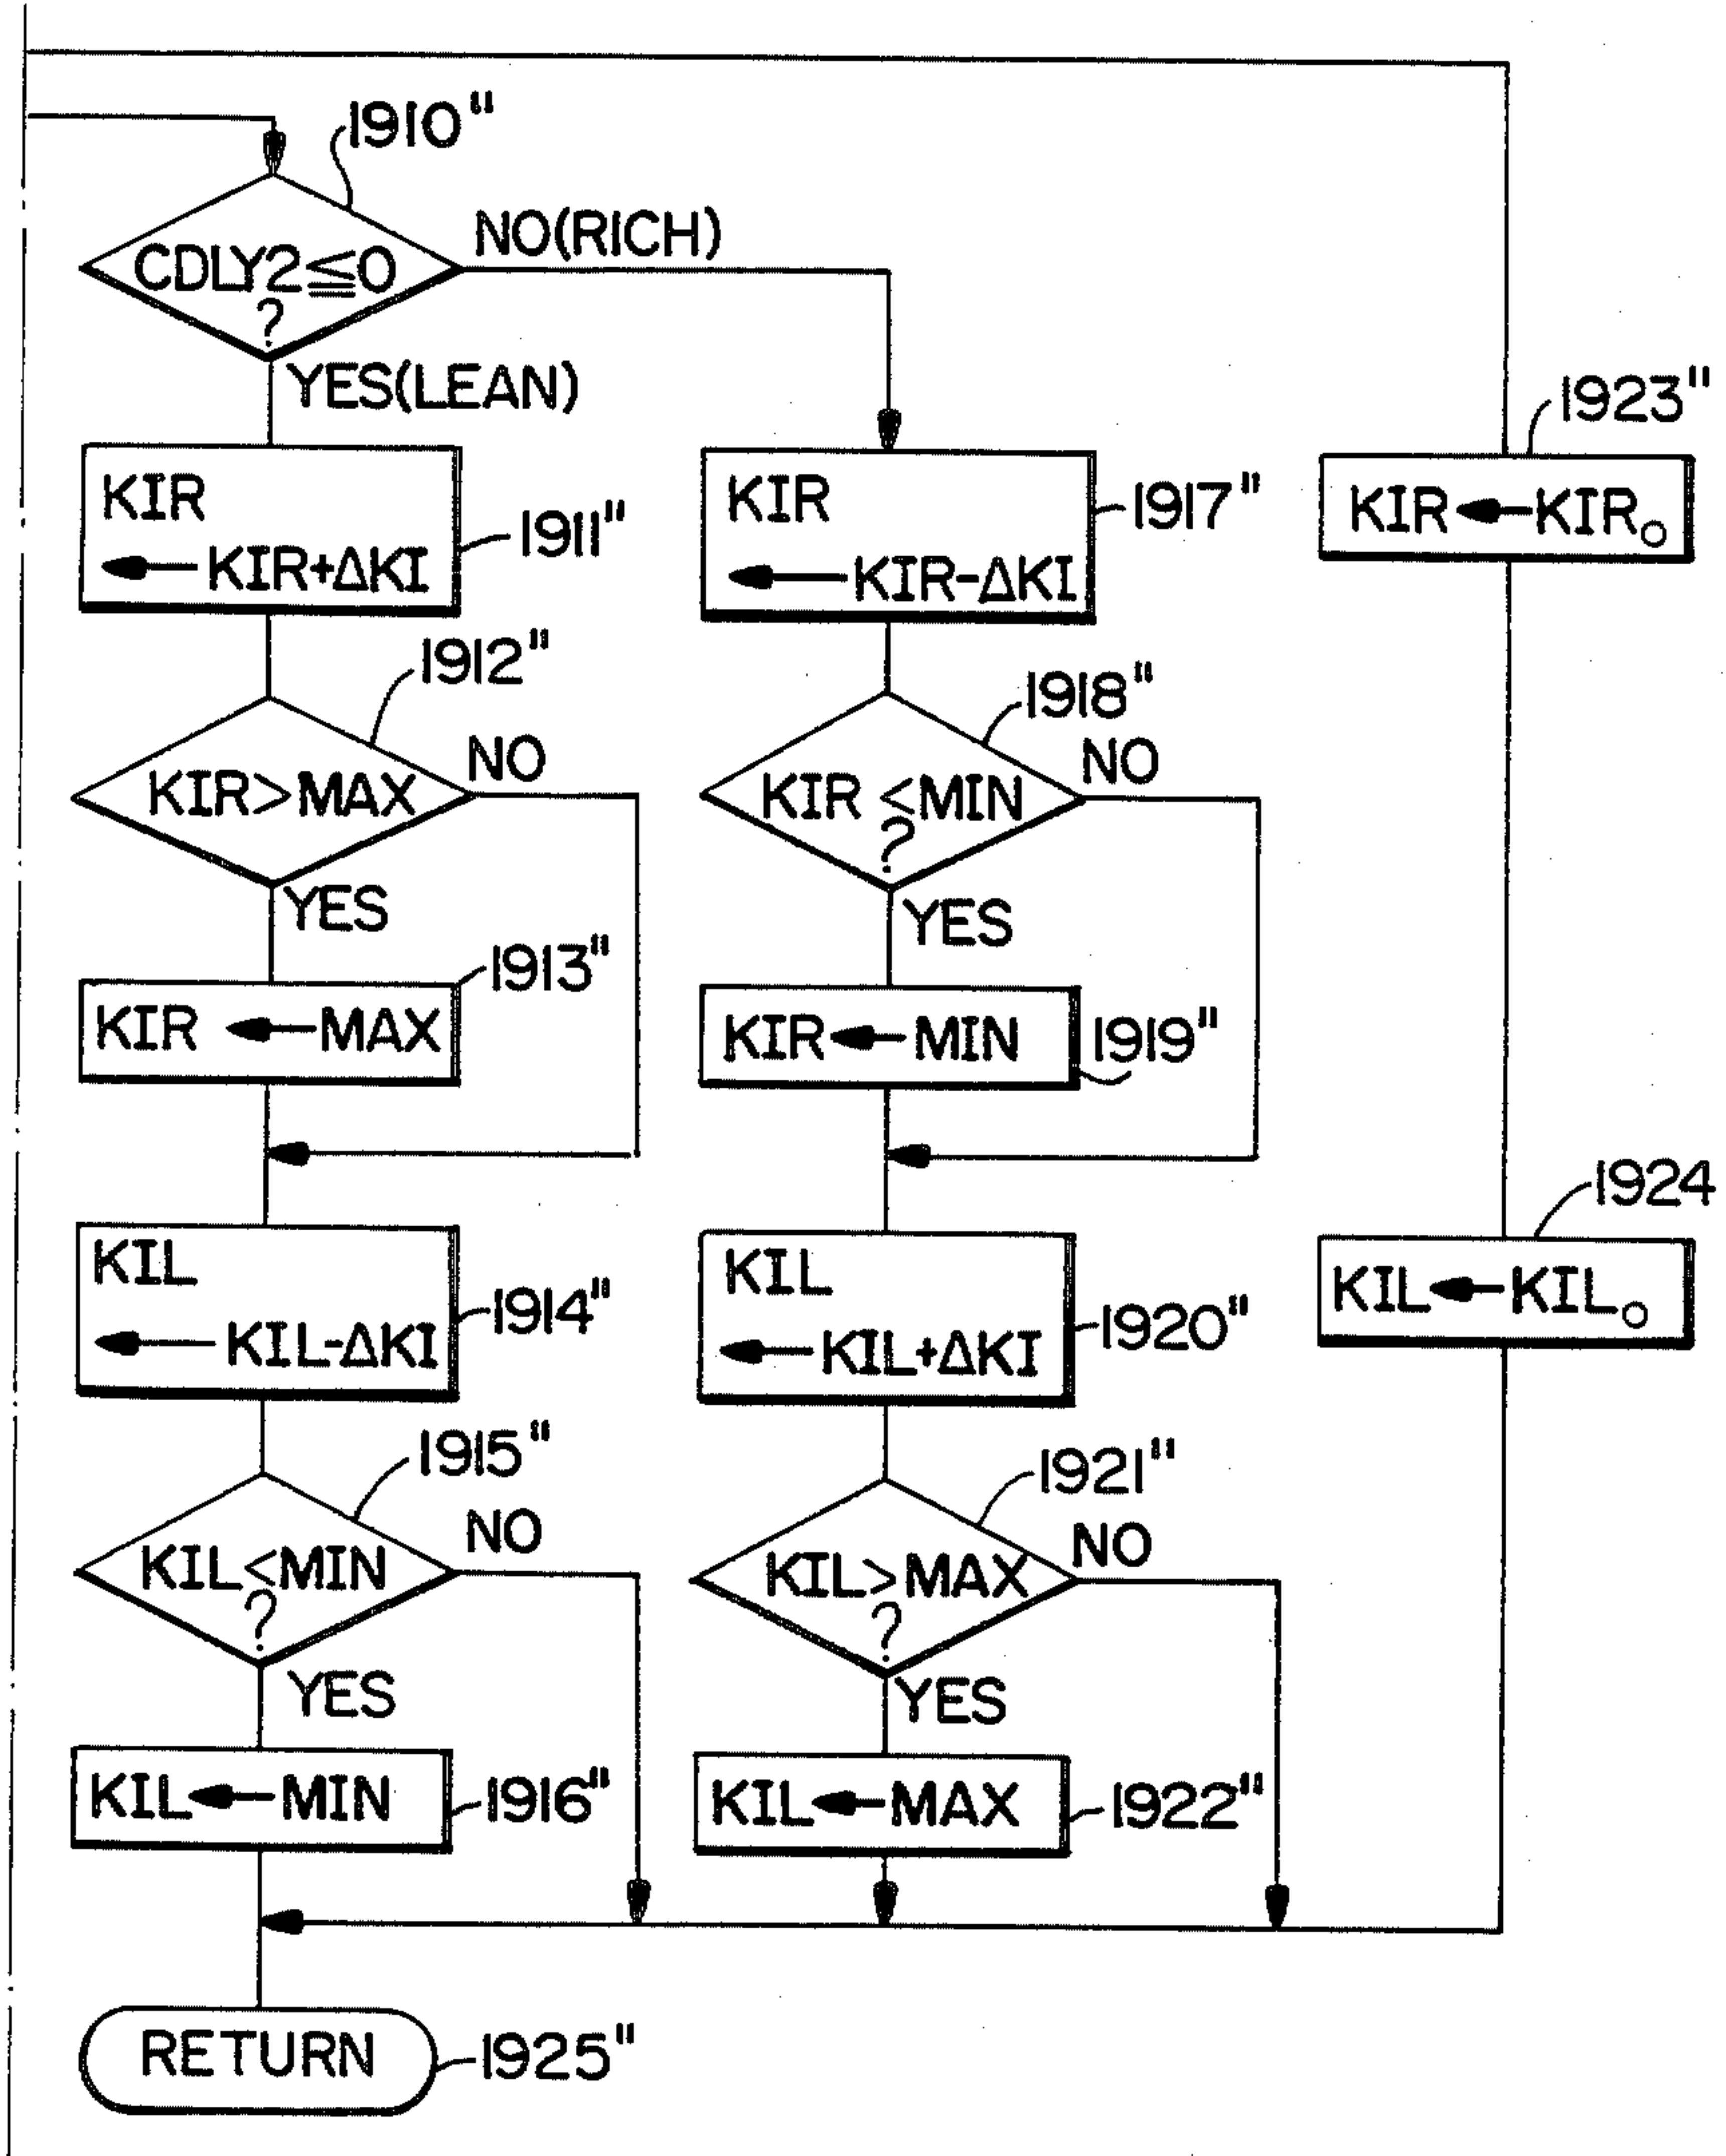 1910"
CDLY2≦0
?
NO(RICH)
YES(LEAN)
KIR
←KIR+ΔKI
1911"
1912"
KIR>MAX
NO
YES
1913"
KIR←MAX
KIL
←KIL-ΔKI
1914"
1915"
KIL<MIN
?
NO
YES
KIL←MIN
1916"
RETURN
1925"
KIR
←KIR-ΔKI
1917"
1918"
KIR<MIN
?
NO
YES
KIR←MIN
1919"
KIL
←KIL+ΔKI
1920"
1921"
KIL>MAX
?
NO
YES
KIL←MAX
1922"
1923"
KIR←KIR₀
1924
KIL←KIL₀